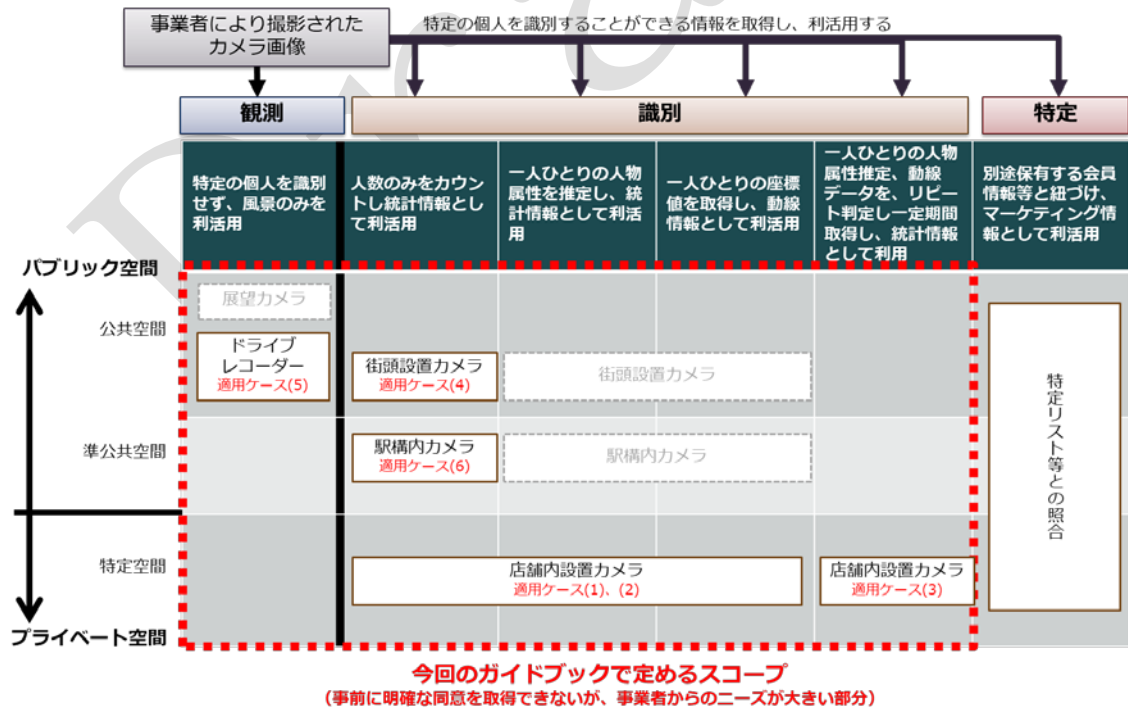 事業者により撮影された
カメラ画像
特定の個人を識別することができる情報を取得し、利活用する
観測
識別
特定
特定の個人を識別
せず、風景のみを
利活用
人数のみをカウン
トし統計情報とし
て利活用
一人ひとりの人物
属性を推定し、統
計情報として利活
用
一人ひとりの座標
値を取得し、動線
情報として利活用
一人ひとりの人物
属性推定、動線
データを、リピー
ト判定し一定期間
取得し、統計情報
として利用
別途保有する会員
情報等と紐づけ、
マーケティング情
報として利活用
パブリック空間
公共空間
展望カメラ
ドライブ
レコーダー
適用ケース(5)
街頭設置カメラ
適用ケース(4)
街頭設置カメラ
準公共空間
駅構内カメラ
適用ケース(6)
駅構内カメラ
特定リスト等との照合
特定空間
店舗内設置カメラ
適用ケース(1)、(2)
店舗内設置カメラ
適用ケース(3)
プライベート空間
今回のガイドブックで定めるスコープ
(事前に明確な同意を取得できないが、事業者からのニーズが大きい部分)